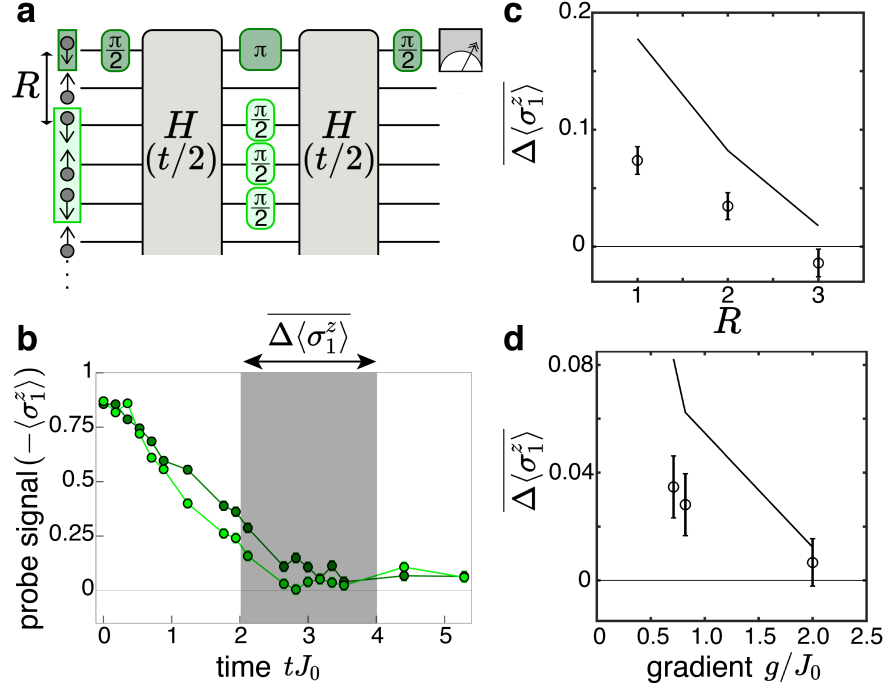 a
R
π/2
π
π/2
H
(t/2)
π/2
π/2
π/2
H
(t/2)
b
Δ⟨σ₁ᶻ⟩
probe signal (−⟨σ₁ᶻ⟩)
1
0.75
0.5
0.25
0
0 1 2 3 4 5
time tJ₀
c
Δ⟨σ₁ᶻ⟩
0.2
0.1
0
1 2 3
R
d
Δ⟨σ₁ᶻ⟩
0.08
0.04
0
0 0.5 1.0 1.5 2.0 2.5
gradient g/J₀